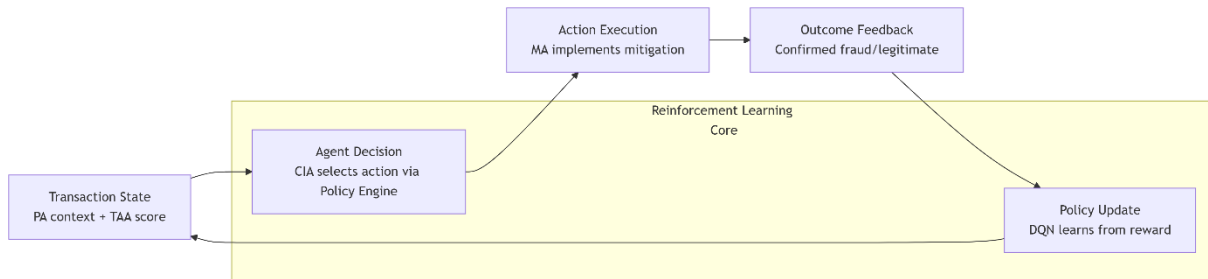 Action Execution
MA implements mitigation
Outcome Feedback
Confirmed fraud/legitimate
Reinforcement Learning
Core
Agent Decision
CIA selects action via
Policy Engine
Transaction State
PA context + TAA score
Policy Update
DQN learns from reward